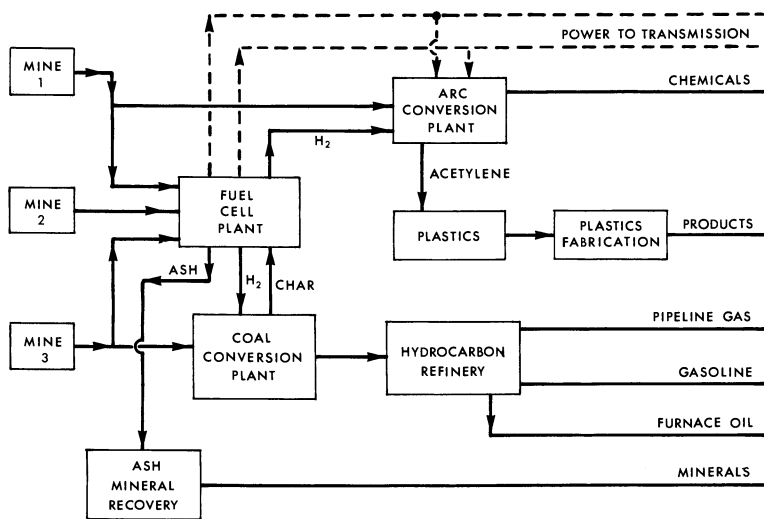 POWER TO TRANSMISSION
MINE
1
ARC
CONVERSION
PLANT
CHEMICALS
H2
ACETYLENE
MINE
2
FUEL
CELL
PLANT
PLASTICS
PLASTICS
FABRICATION
PRODUCTS
ASH
H2
CHAR
MINE
3
COAL
CONVERSION
PLANT
HYDROCARBON
REFINERY
PIPELINE GAS
GASOLINE
FURNACE OIL
ASH
MINERAL
RECOVERY
MINERALS